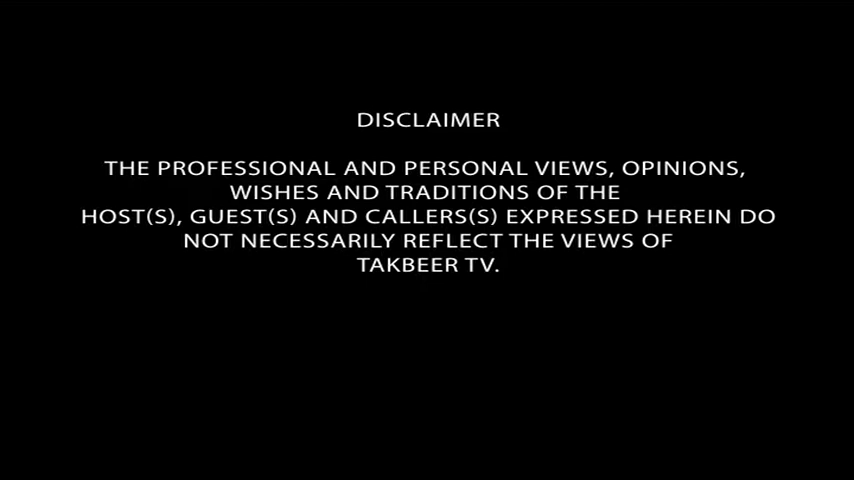 DISCLAIMER
THE PROFESSIONAL AND PERSONAL VIEWS, OPINIONS,
WISHES AND TRADITIONS OF THE
HOST(S), GUEST(S) AND CALLERS(S) EXPRESSED HEREIN DO
NOT NECESSARILY REFLECT THE VIEWS OF
TAKBEER TV.